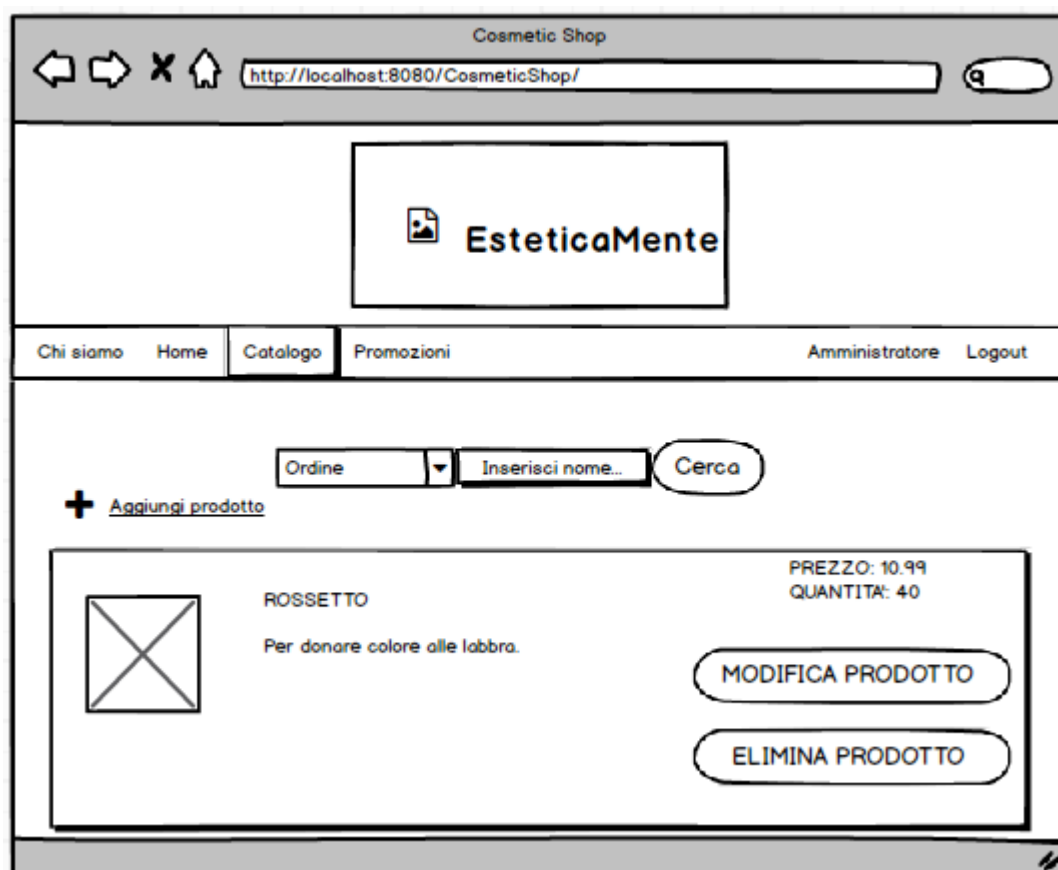 Cosmetic Shop
http://localhost:8080/CosmeticShop/
EsteticaMente
Chi siamo Home Catalogo Promozioni Amministratore Logout
Ordine Inserisci nome... Cerca
Aggiungi prodotto
PREZZO: 10.99
QUANTITA': 40
ROSSETTO
Per donare colore alle labbra.
MODIFICA PRODOTTO
ELIMINA PRODOTTO